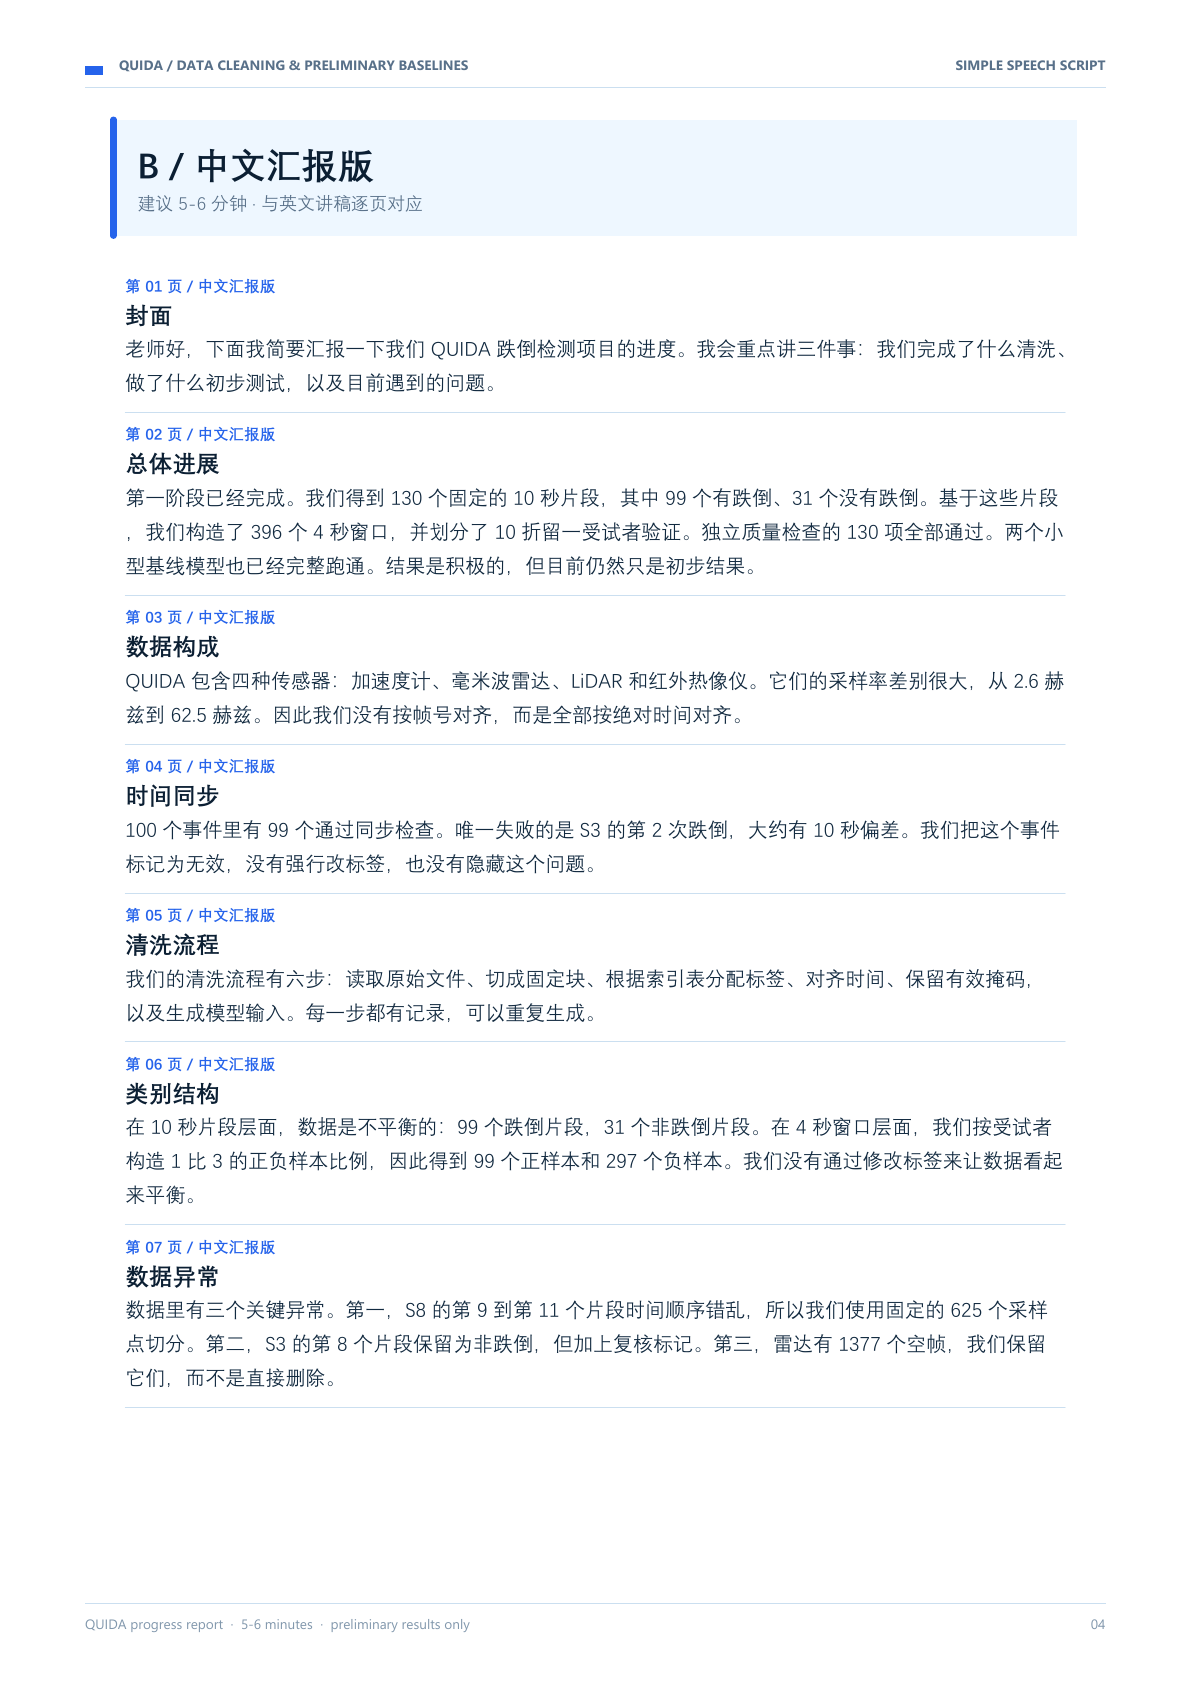 QUIDA / DATA CLEANING & PRELIMINARY BASELINES
SIMPLE SPEECH SCRIPT
B / 中文汇报版
建议 5-6 分钟 · 与英文讲稿逐页对应
第 01 页 / 中文汇报版
封面
老师好，下面我简要汇报一下我们 QUIDA 跌倒检测项目的进度。我会重点讲三件事：我们完成了什么清洗、
做了什么初步测试，以及目前遇到的问题。
第 02 页 / 中文汇报版
总体进展
第一阶段已经完成。我们得到 130 个固定的 10 秒片段，其中 99 个有跌倒、31 个没有跌倒。基于这些片段
，我们构造了 396 个 4 秒窗口，并划分了 10 折留一受试者验证。独立质量检查的 130 项全部通过。两个小
型基线模型也已经完整跑通。结果是积极的，但目前仍然只是初步结果。
第 03 页 / 中文汇报版
数据构成
QUIDA 包含四种传感器：加速度计、毫米波雷达、LiDAR 和红外热像仪。它们的采样率差别很大，从 2.6 赫
兹到 62.5 赫兹。因此我们没有按帧号对齐，而是全部按绝对时间对齐。
第 04 页 / 中文汇报版
时间同步
100 个事件里有 99 个通过同步检查。唯一失败的是 S3 的第 2 次跌倒，大约有 10 秒偏差。我们把这个事件
标记为无效，没有强行改标签，也没有隐藏这个问题。
第 05 页 / 中文汇报版
清洗流程
我们的清洗流程有六步：读取原始文件、切成固定块、根据索引表分配标签、对齐时间、保留有效掩码，
以及生成模型输入。每一步都有记录，可以重复生成。
第 06 页 / 中文汇报版
类别结构
在 10 秒片段层面，数据是不平衡的：99 个跌倒片段，31 个非跌倒片段。在 4 秒窗口层面，我们按受试者
构造 1 比 3 的正负样本比例，因此得到 99 个正样本和 297 个负样本。我们没有通过修改标签来让数据看起
来平衡。
第 07 页 / 中文汇报版
数据异常
数据里有三个关键异常。第一，S8 的第 9 到第 11 个片段时间顺序错乱，所以我们使用固定的 625 个采样
点切分。第二，S3 的第 8 个片段保留为非跌倒，但加上复核标记。第三，雷达有 1377 个空帧，我们保留
它们，而不是直接删除。
QUIDA progress report · 5-6 minutes · preliminary results only
04